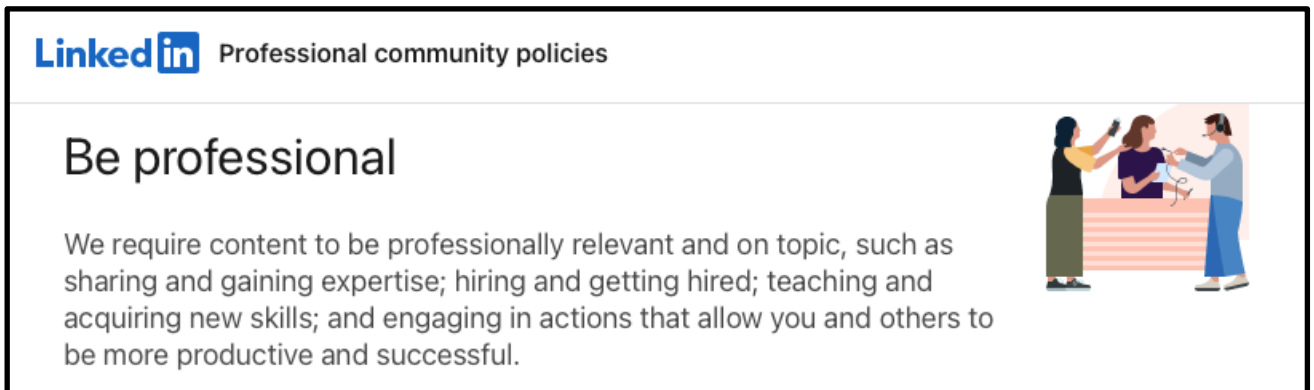 Linked in Professional community policies
Be professional
We require content to be professionally relevant and on topic, such as
sharing and gaining expertise; hiring and getting hired; teaching and
acquiring new skills; and engaging in actions that allow you and others to
be more productive and successful.